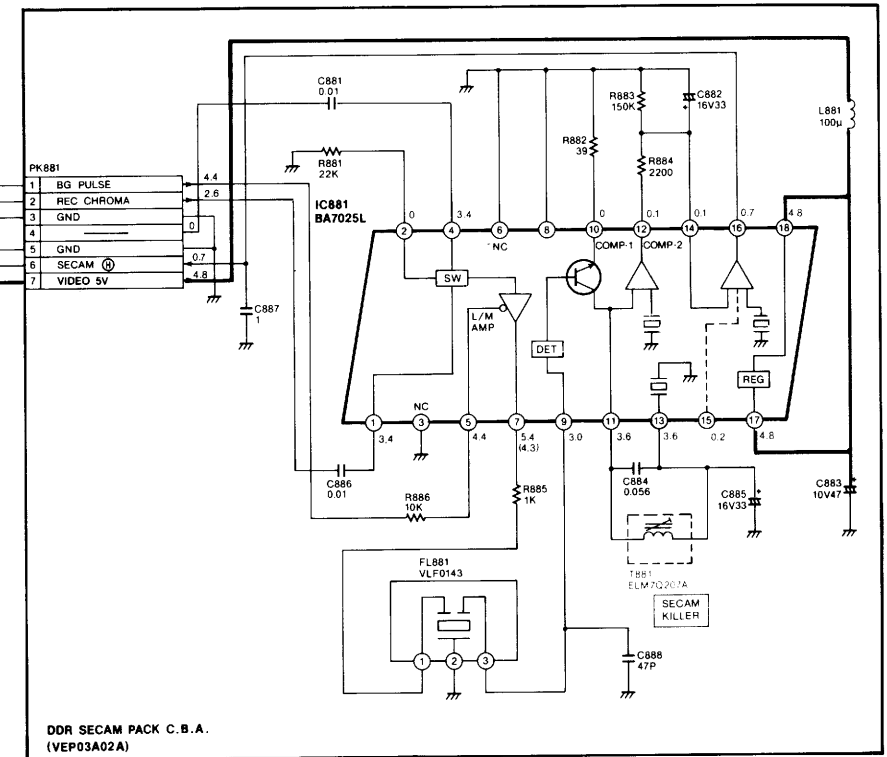 C881
0.01
R883
150K
C882
16V33
L881
100µ
R882
39
R884
2200
R881
22K
PK881
1 BG PULSE 4.4
2 REC CHROMA 2.6
3 GND
4 0
5 GND
6 SECAM Ⓗ 0.7
7 VIDEO 5V 4.8
IC881
BA7025L
0 3.4 0 0.1 0.1 0.7 4.8
2 4 6 8 10 12 14 16 18
NC COMP-1 COMP-2
SW
L/M
AMP
DET
REG
C887
1
NC
1 3 5 7 9 11 13 15 17
3.4 4.4 5.4 3.0 3.6 3.6 0.2 4.8
(4.3)
C886
0.01
R886
10K
R885
1K
C884
0.056
C885
16V33
C883
10V47
FL881
VLF0143
T881
ELM7Q207A
SECAM
KILLER
1 2 3
C888
47P
DDR SECAM PACK C.B.A.
(VEP03A02A)